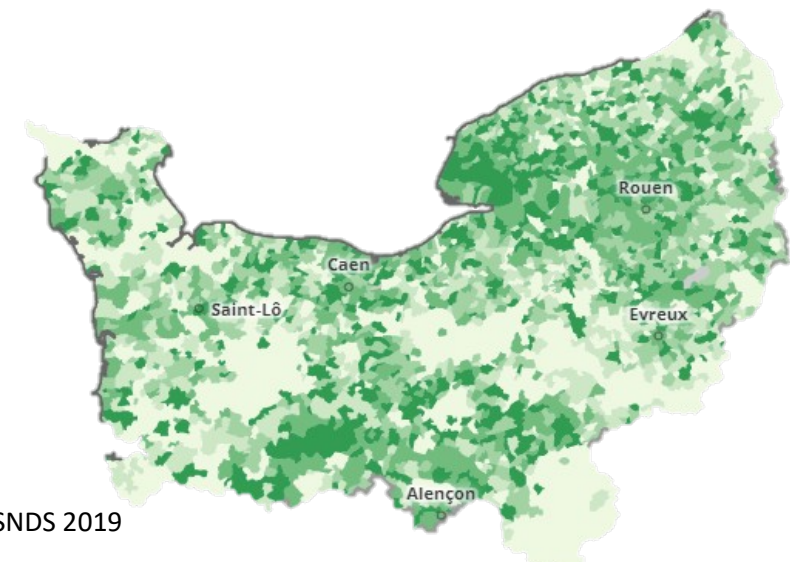 Rouen
Caen
Saint-Lô
Evreux
Alençon
SNDS 2019